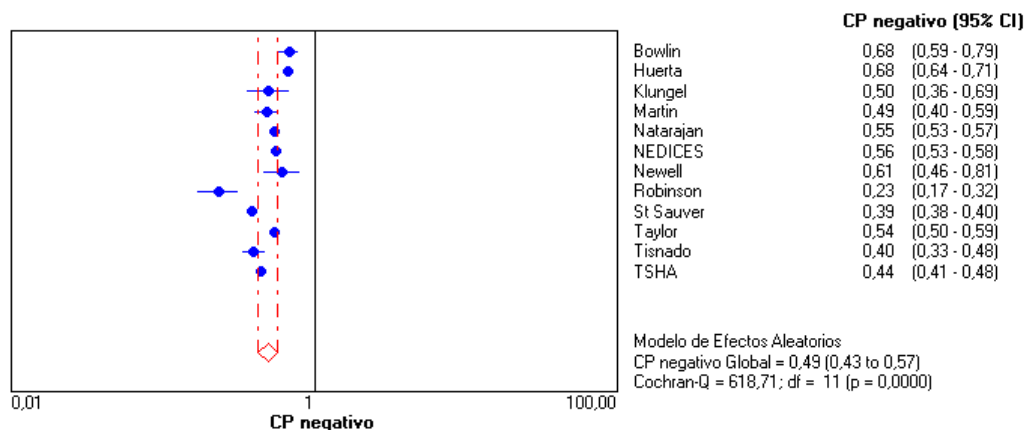 CP negativo (95% CI)
Bowlin 0,68 (0,59 - 0,79)
Huerta 0,68 (0,64 - 0,71)
Klungel 0,50 (0,36 - 0,69)
Martin 0,49 (0,40 - 0,59)
Natarajan 0,55 (0,53 - 0,57)
NEDICES 0,56 (0,53 - 0,58)
Newell 0,61 (0,46 - 0,81)
Robinson 0,23 (0,17 - 0,32)
St Sauver 0,39 (0,38 - 0,40)
Taylor 0,54 (0,50 - 0,59)
Tisnado 0,40 (0,33 - 0,48)
TSHA 0,44 (0,41 - 0,48)
Modelo de Efectos Aleatorios
CP negativo Global = 0,49 (0,43 to 0,57)
Cochran-Q = 618,71; df = 11 (p = 0,0000)
0,01 1 100,00
CP negativo